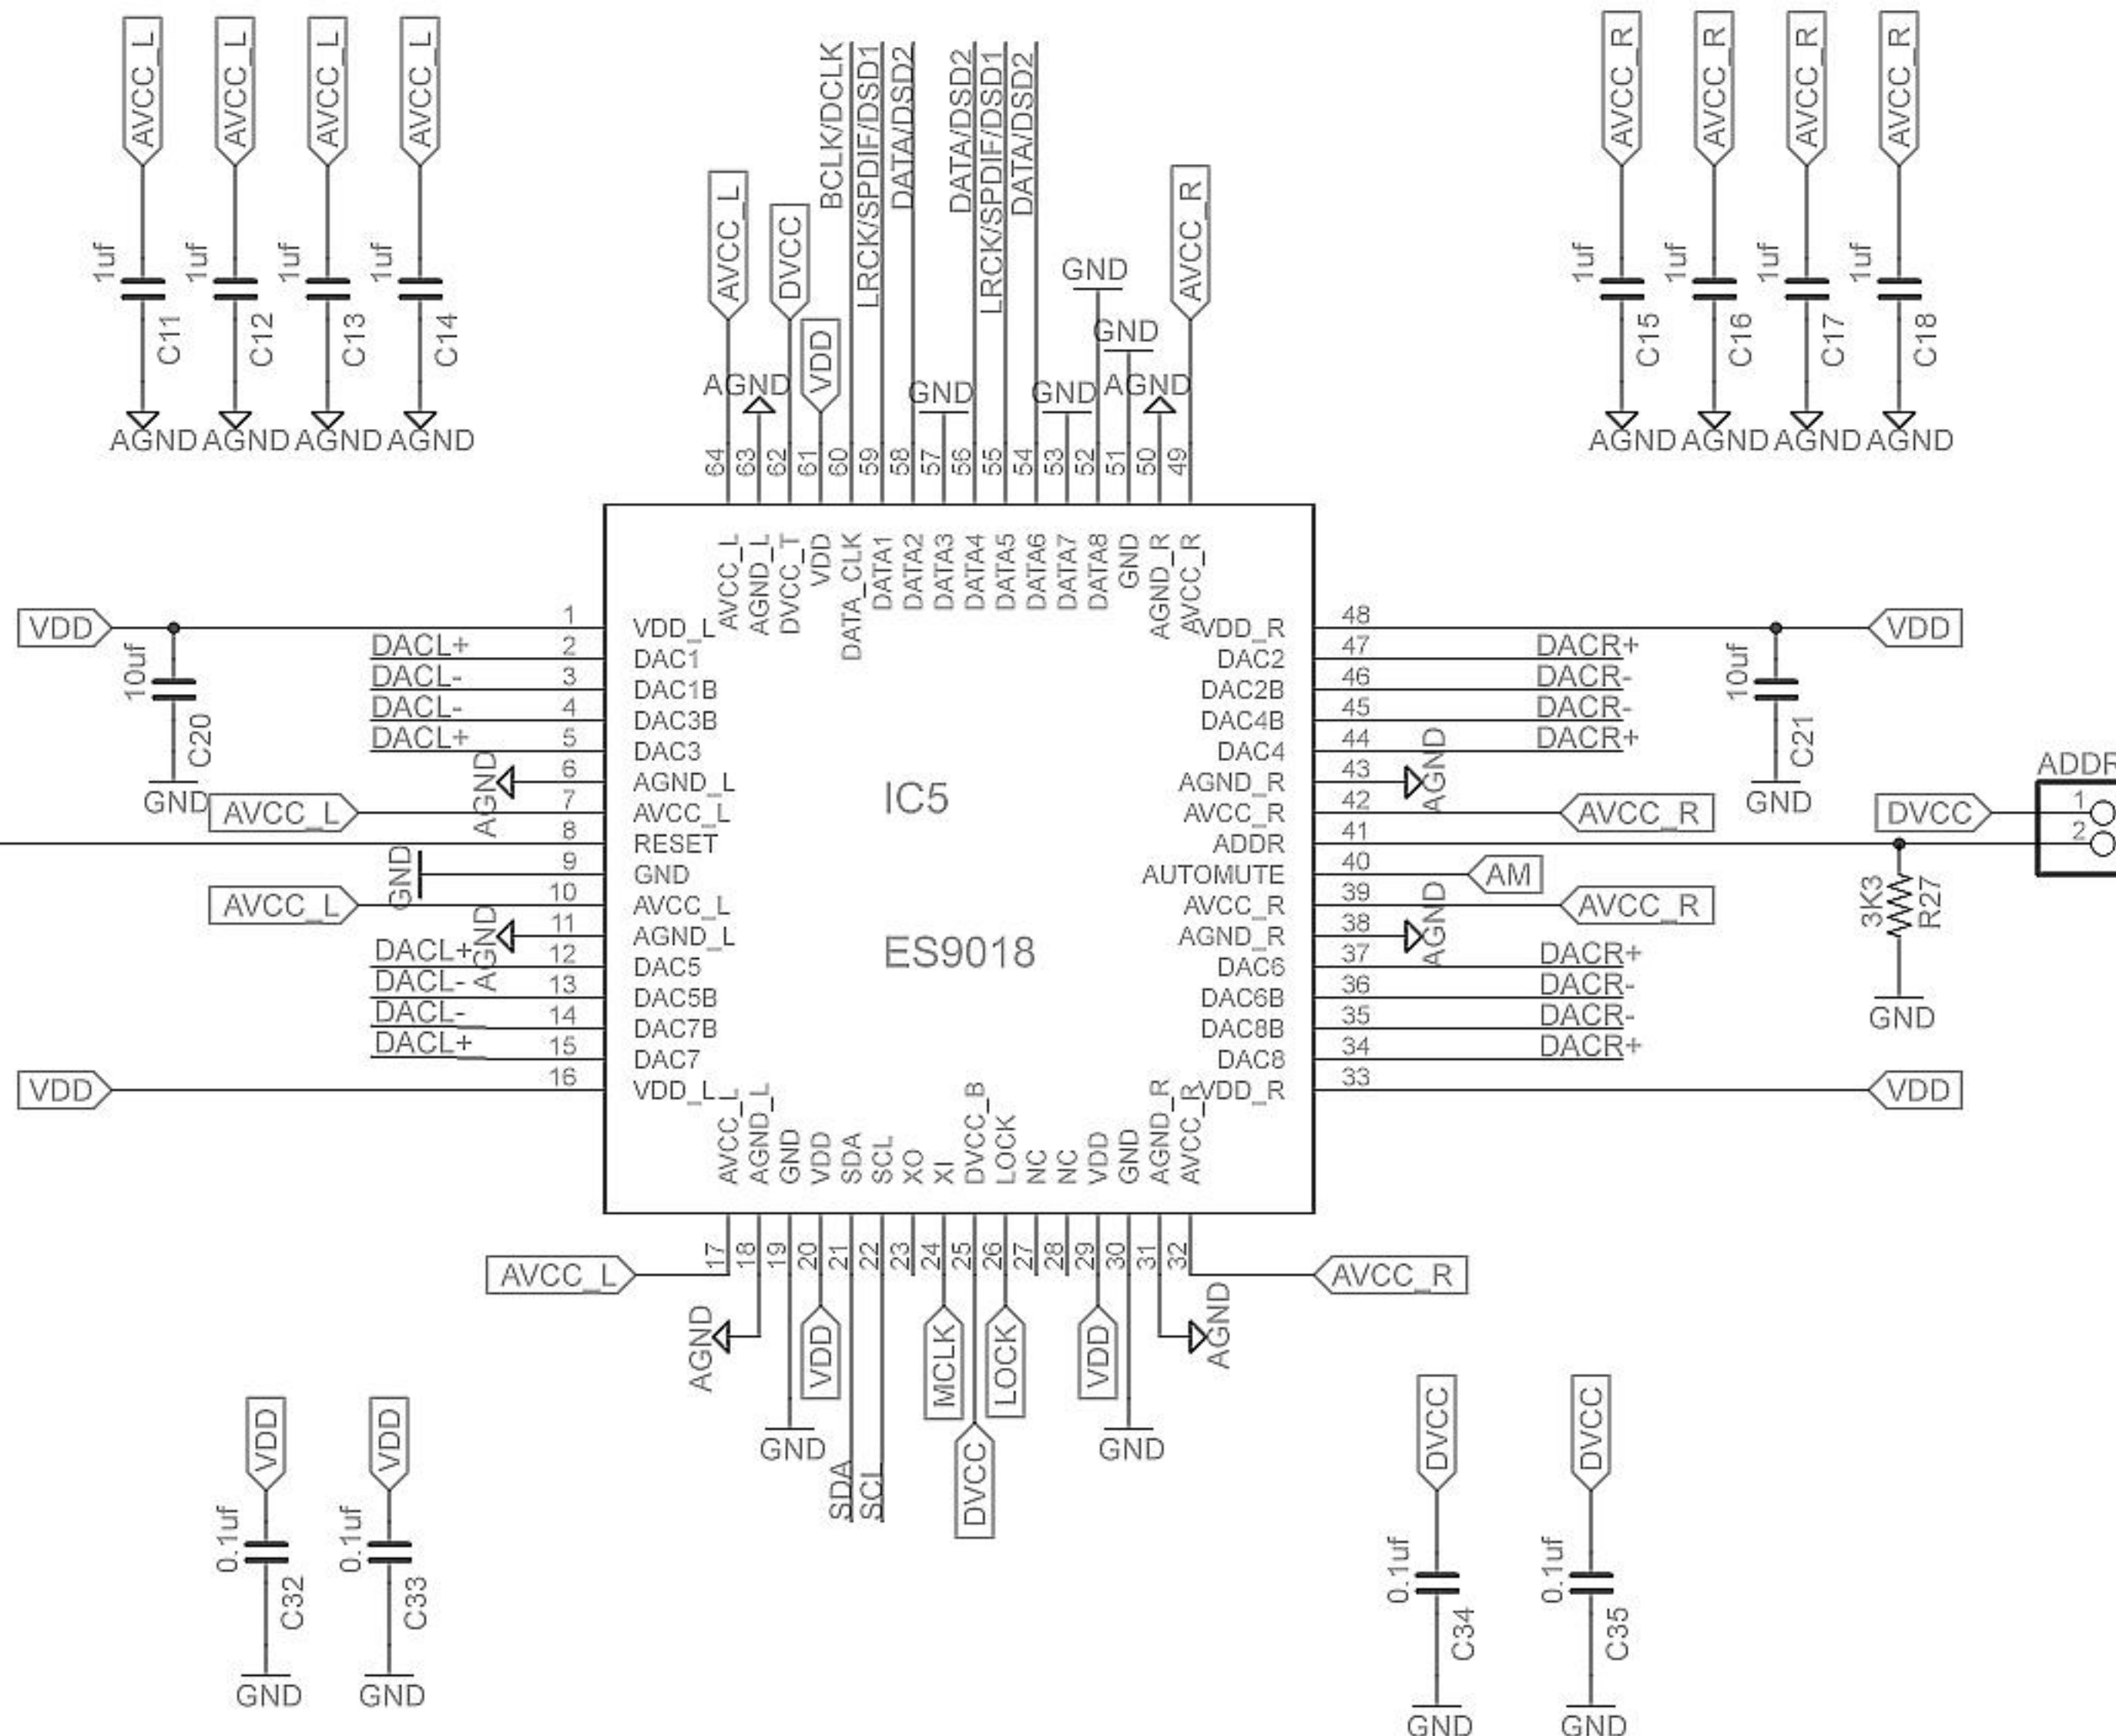 AVCC_L AVCC_L AVCC_L AVCC_L
1uf 1uf 1uf 1uf
C11 C12 C13 C14
AGND AGND AGND AGND
BCLK/DCLK
LRCK/SPDIF/DSD1
DATA/DSD2
DATA/DSD2
LRCK/SPDIF/DSD1
DATA/DSD2
AVCC_R AVCC_R AVCC_R AVCC_R
1uf 1uf 1uf 1uf
C15 C16 C17 C18
AGND AGND AGND AGND
AVCC_L DVCC VDD GND GND AVCC_R
AGND GND GND AGND
64 63 62 61 60 59 58 57 56 55 54 53 52 51 50 49
AVCC_L AGND_L DVCC_T VDD DATA_CLK DATA1 DATA2 DATA3 DATA4 DATA5 DATA6 DATA7 DATA8 GND AGND_R AVCC_R
VDD 1 VDD_L
DACL+ 2 DAC1
DACL- 3 DAC1B
DACL- 4 DAC3B
DACL+ 5 DAC3
AGND 6 AGND_L
AVCC_L 7 AVCC_L
8 RESET
GND 9 GND
AVCC_L 10 AVCC_L
AGND 11 AGND_L
DACL+ 12 DAC5
DACL- 13 DAC5B
DACL- 14 DAC7B
DACL+ 15 DAC7
VDD 16 VDD_L
10uf C20 GND
IC5
ES9018
VDD_R 48 VDD
DAC2 47 DACR+
DAC2B 46 DACR-
DAC4B 45 DACR-
DAC4 44 DACR+
AGND_R 43 AGND
AVCC_R 42 AVCC_R
ADDR 41
AUTOMUTE 40 AM
AVCC_R 39 AVCC_R
AGND_R 38 AGND
DAC6 37 DACR+
DAC6B 36 DACR-
DAC8B 35 DACR-
DAC8 34 DACR+
VDD_R 33 VDD
10uf C21 GND
ADDR
DVCC 1
2
3K3 R27
GND
AVCC_L AGND_L GND VDD SDA SCL XO XI DVCC_B LOCK NC NC VDD GND AGND_R AVCC_R
17 18 19 20 21 22 23 24 25 26 27 28 29 30 31 32
AVCC_L AVCC_R
AGND VDD MCLK LOCK VDD AGND
GND GND
SDA SCL DVCC
VDD VDD
0.1uf 0.1uf
C32 C33
GND GND
DVCC DVCC
0.1uf 0.1uf
C34 C35
GND GND